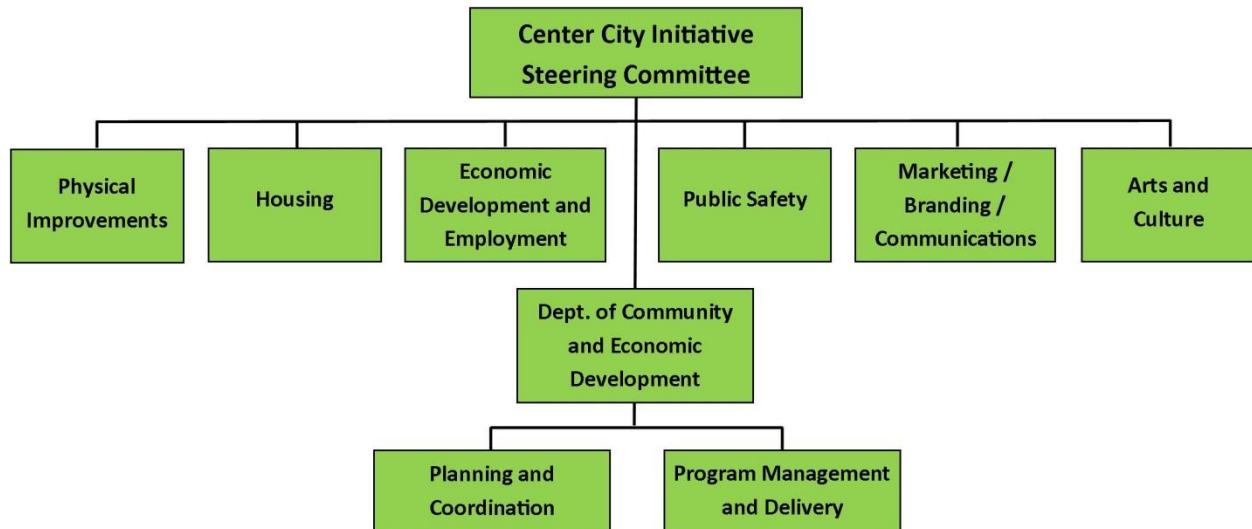 Center City Initiative
Steering Committee
Physical
Improvements
Housing
Economic
Development and
Employment
Public Safety
Marketing /
Branding /
Communications
Arts and
Culture
Dept. of Community
and Economic
Development
Planning and
Coordination
Program Management
and Delivery